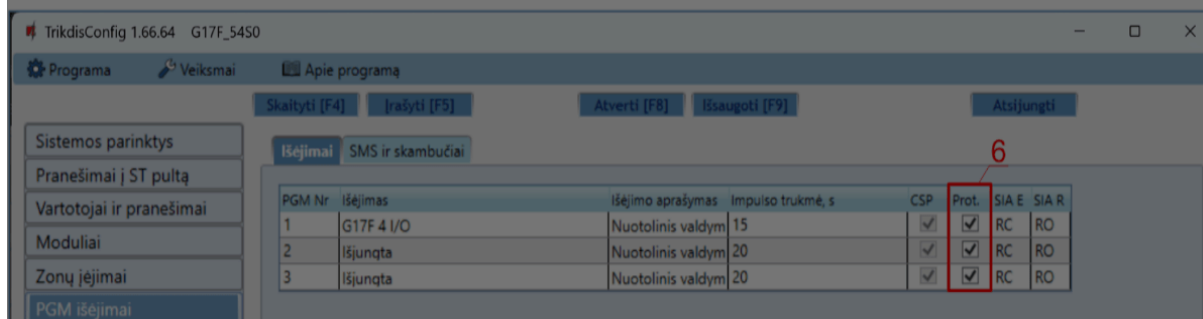 TrikdisConfig 1.66.64 G17F_54S0
Programa Veiksmai Apie programą
Skaityti [F4] Įrašyti [F5] Atverti [F8] Išsaugoti [F9] Atsijungti
Sistemos parinktys
Pranešimai į ST pultą
Vartotojai ir pranešimai
Moduliai
Zonų įėjimai
PGM išėjimai
Išėjimai SMS ir skambučiai
6
PGM Nr Išėjimas Išėjimo aprašymas Impulso trukmė, s CSP Prot. SIA E SIA R
1 G17F 4 I/O Nuotolinis valdym 15 RC RO
2 Išjungta Nuotolinis valdym 20 RC RO
3 Išjungta Nuotolinis valdym 20 RC RO